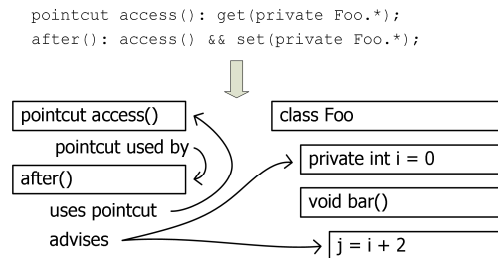 pointcut access(): get(private Foo.*);
after(): access() && set(private Foo.*);
pointcut access()
pointcut used by
after()
uses pointcut
advises
class Foo
private int i = 0
void bar()
j = i + 2